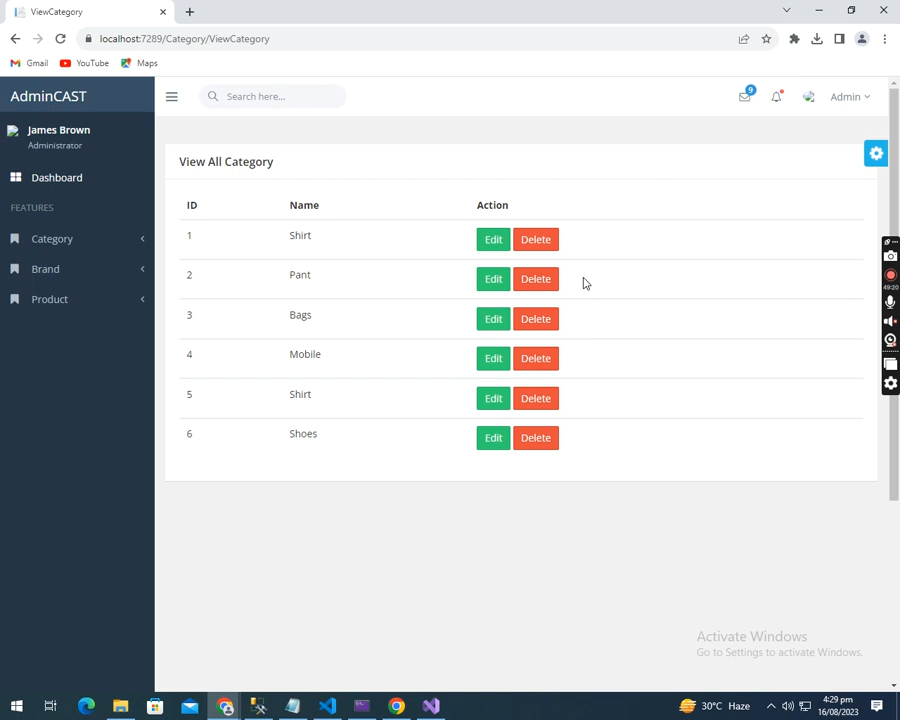 ViewCategory
localhost:7289/Category/ViewCategory
Gmail YouTube Maps
AdminCAST
Search here...
9
Admin
James Brown
Administrator
Dashboard
FEATURES
Category
Brand
Product
View All Category
ID Name Action
1 Shirt Edit Delete
2 Pant Edit Delete
3 Bags Edit Delete
4 Mobile Edit Delete
5 Shirt Edit Delete
6 Shoes Edit Delete
49:20
Activate Windows
Go to Settings to activate Windows.
30°C Haze
4:29 pm
16/08/2023